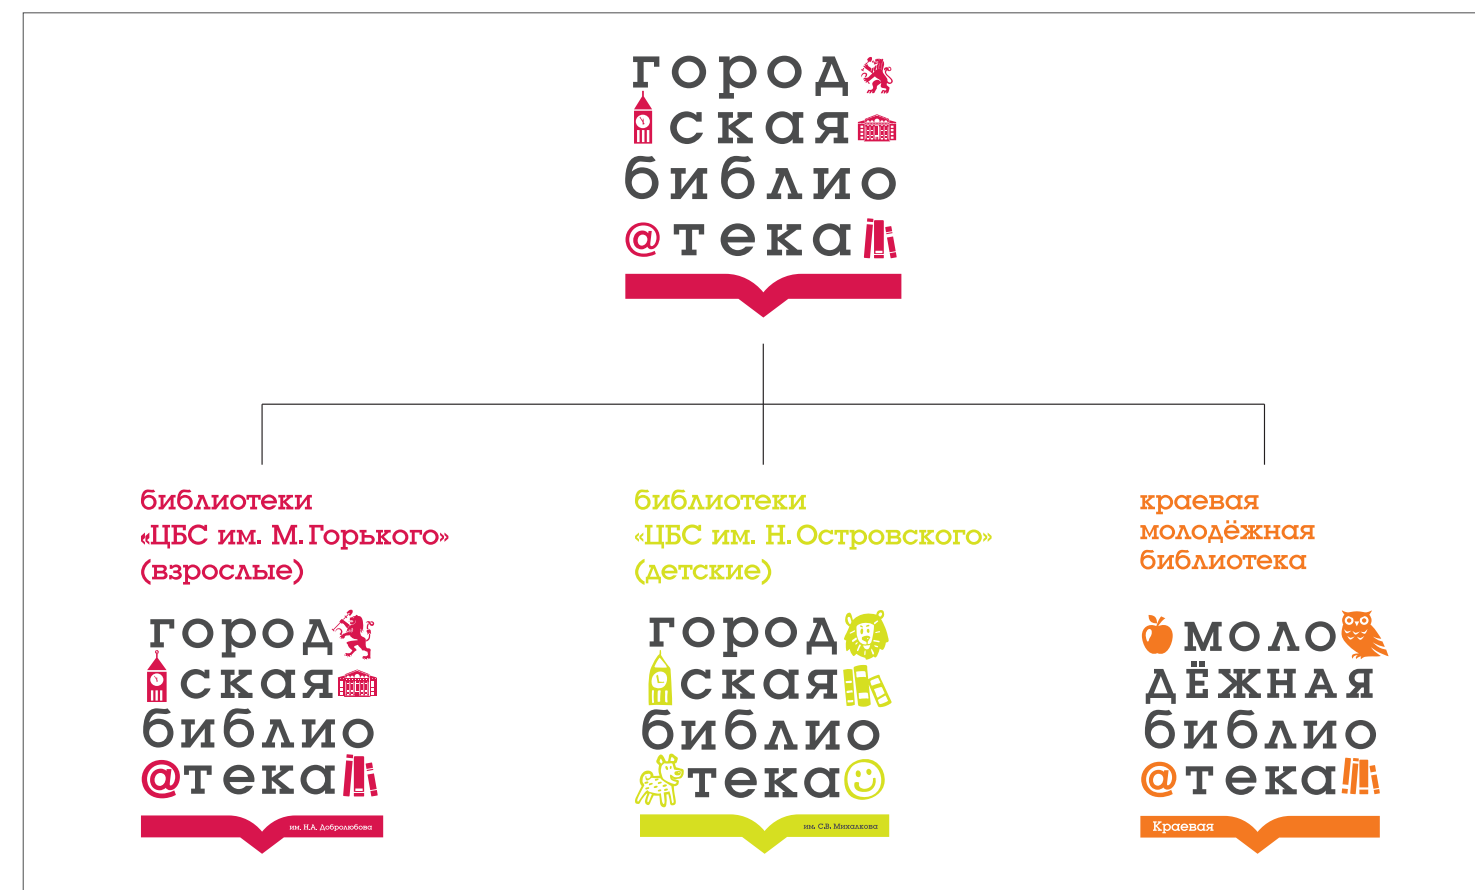 город
ская
библио
@тека
библиотеки
«ЦБС им. М. Горького»
(взрослые)
город
ская
библио
@тека
им. Н.А. Добролюбова
библиотеки
«ЦБС им. Н. Островского»
(детские)
город
ская
библио
тека
им. С.В. Михалкова
краевая
молодёжная
библиотека
моло
дёжная
библио
@тека
Краевая